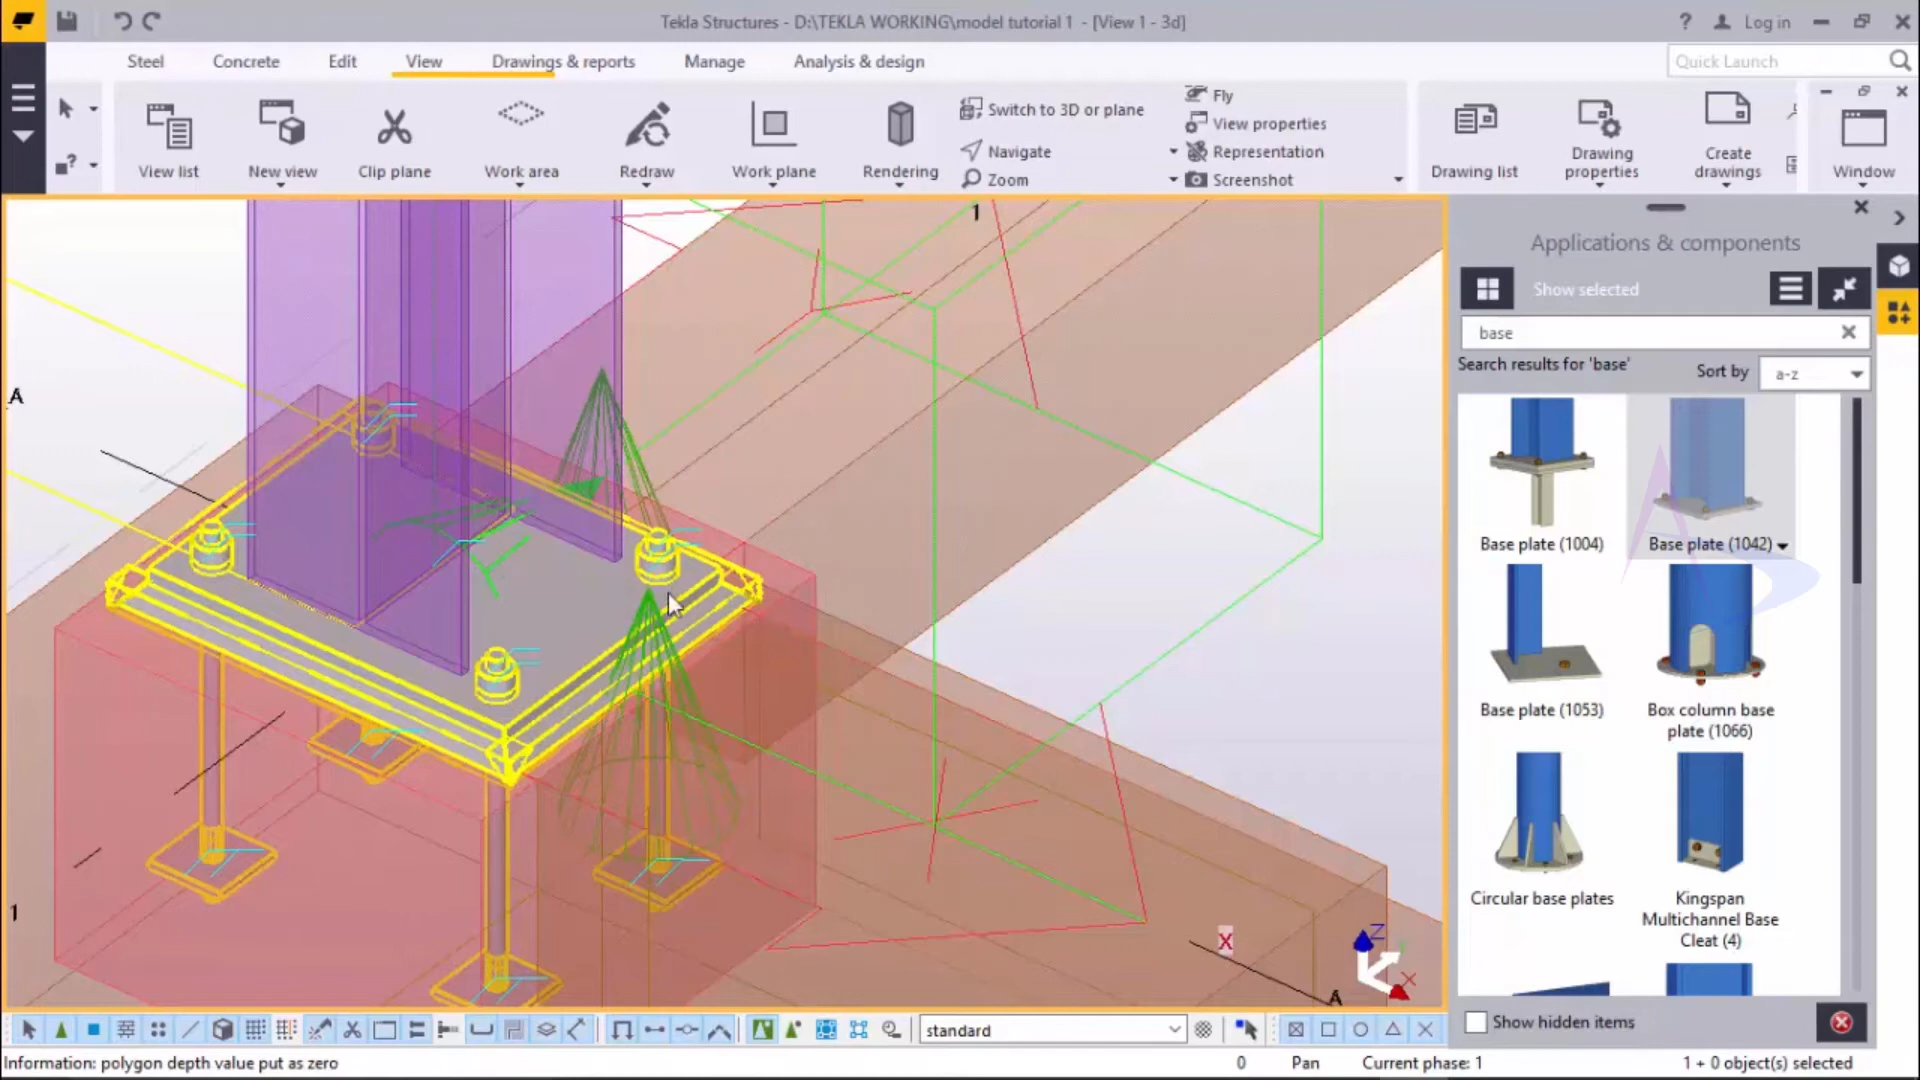 Tekla Structures - D:\TEKLA WORKING\model tutorial 1 - [View 1 - 3d]
? Log in
Steel Concrete Edit View Drawings & reports Manage Analysis & design
Quick Launch
View list
New view
Clip plane
Work area
Redraw
Work plane
Rendering
Switch to 3D or plane
Navigate
Zoom
Fly
View properties
Representation
Screenshot
Drawing list
Drawing properties
Create drawings
Window
1
A
1
X
A
Z
X
Applications & components
Show selected
base
Search results for 'base'
Sort by
a-z
Base plate (1004)
Base plate (1042)
Base plate (1053)
Box column base
plate (1066)
Circular base plates
Kingspan
Multichannel Base
Cleat (4)
Show hidden items
standard
Information: polygon depth value put as zero
0 Pan Current phase: 1 1 + 0 object(s) selected